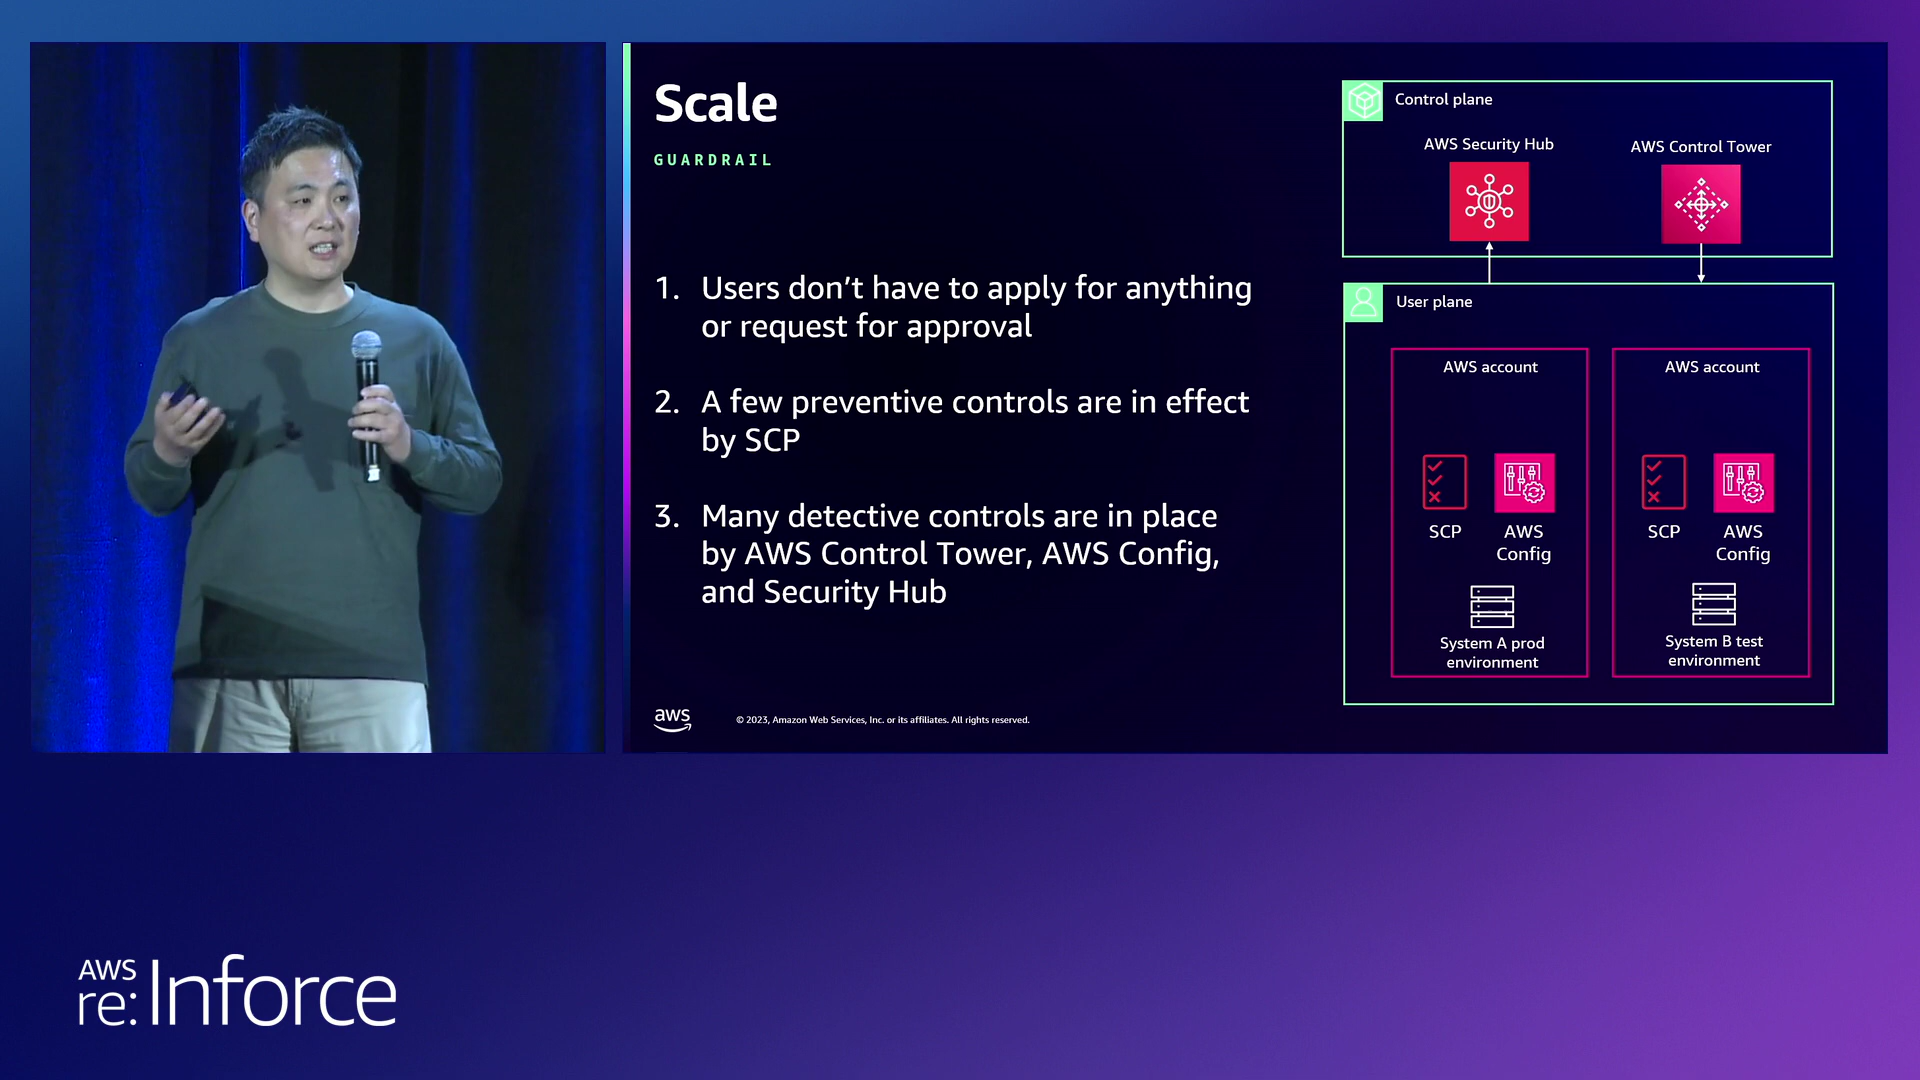 Scale
GUARDRAIL
1. Users don’t have to apply for anything
or request for approval
2. A few preventive controls are in effect
by SCP
3. Many detective controls are in place
by AWS Control Tower, AWS Config,
and Security Hub
aws
© 2023, Amazon Web Services, Inc. or its affiliates. All rights reserved.
Control plane
AWS Security Hub
AWS Control Tower
User plane
AWS account
SCP
AWS
Config
System A prod
environment
AWS account
SCP
AWS
Config
System B test
environment
AWS
re:Inforce